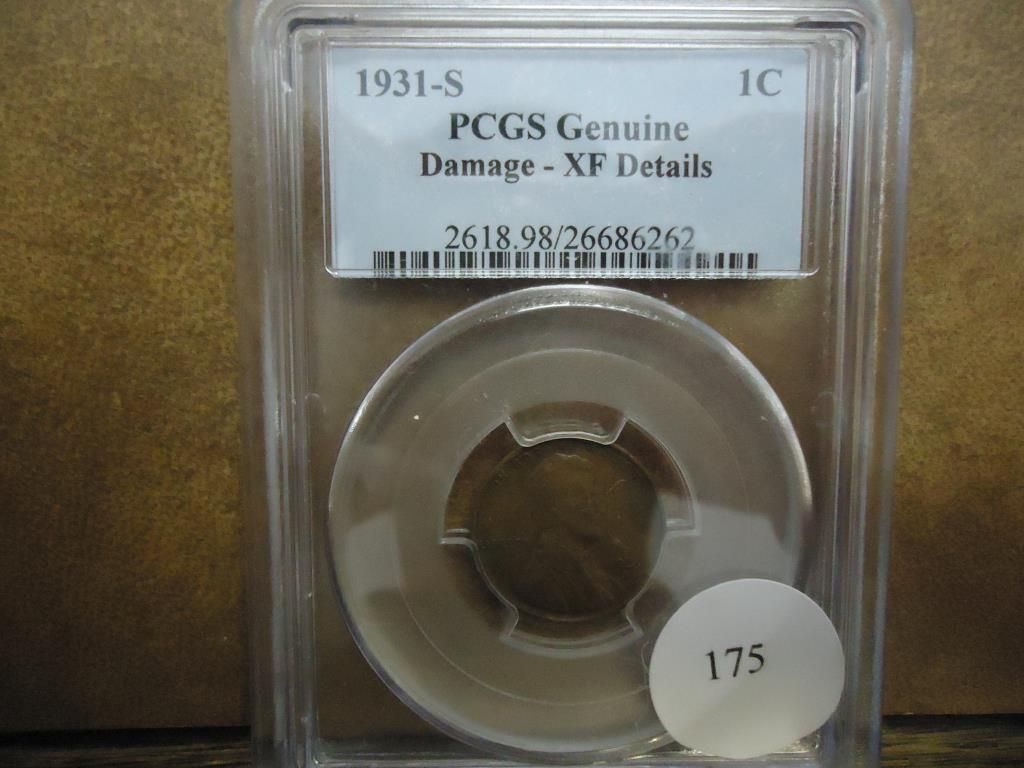 1931-S 1C
PCGS Genuine
Damage - XF Details
2618.98/26686262
175